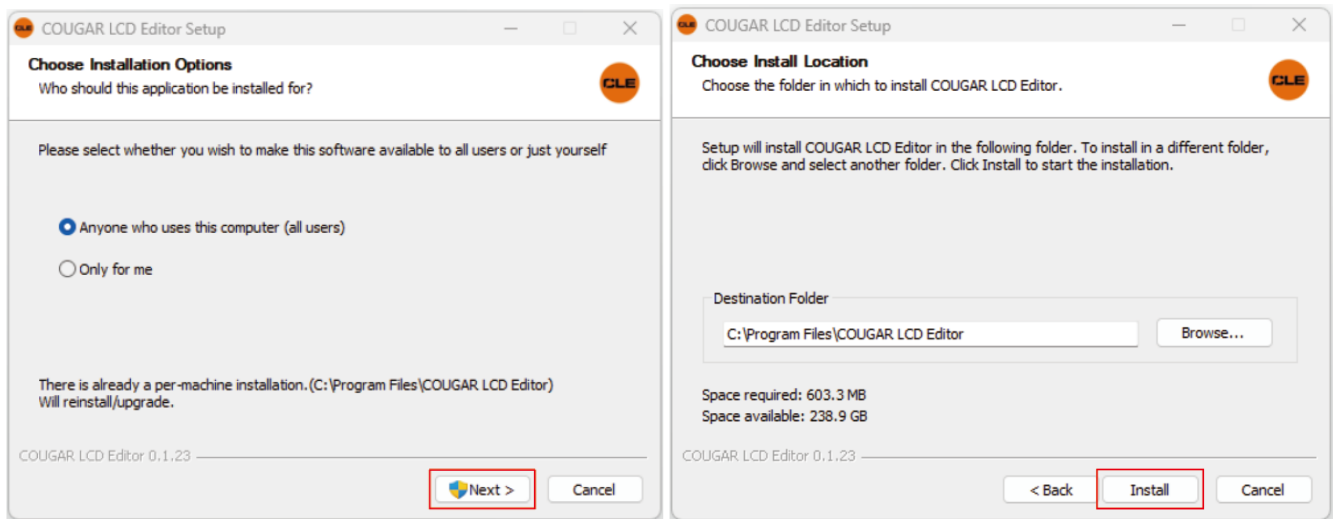 CLE COUGAR LCD Editor Setup
Choose Installation Options
Who should this application be installed for?
CLE
Please select whether you wish to make this software available to all users or just yourself
Anyone who uses this computer (all users)
Only for me
There is already a per-machine installation.(C:\Program Files\COUGAR LCD Editor)
Will reinstall/upgrade.
COUGAR LCD Editor 0.1.23
Next >
Cancel
CLE COUGAR LCD Editor Setup
Choose Install Location
Choose the folder in which to install COUGAR LCD Editor.
CLE
Setup will install COUGAR LCD Editor in the following folder. To install in a different folder,
click Browse and select another folder. Click Install to start the installation.
Destination Folder
C:\Program Files\COUGAR LCD Editor
Browse...
Space required: 603.3 MB
Space available: 238.9 GB
COUGAR LCD Editor 0.1.23
< Back
Install
Cancel